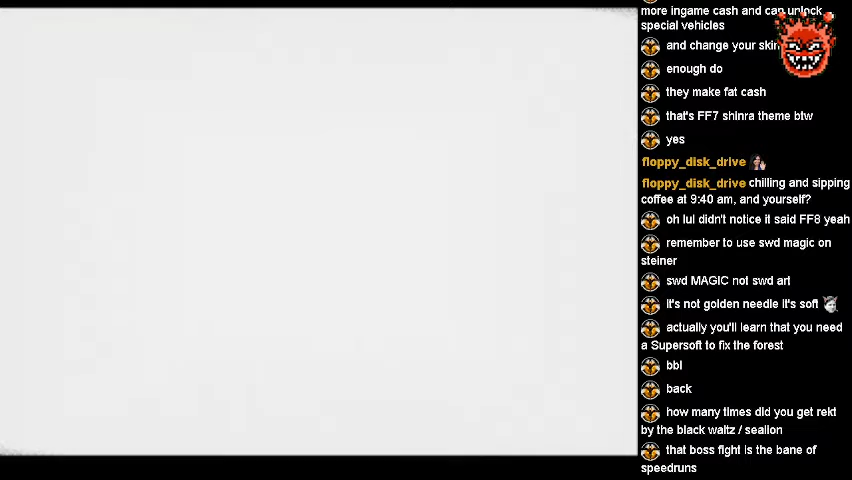 more ingame cash and can unlock
special vehicles
and change your skin
enough do
they make fat cash
that's FF7 shinra theme btw
yes
floppy_disk_drive
floppy_disk_drive chilling and sipping
coffee at 9:40 am, and yourself?
oh lul didn't notice it said FF8 yeah
remember to use swd magic on
steiner
swd MAGIC not swd art
it's not golden needle it's soft
actually you'll learn that you need
a Supersoft to fix the forest
bbl
back
how many times did you get rekt
by the black waltz / sealion
that boss fight is the bane of
speedruns